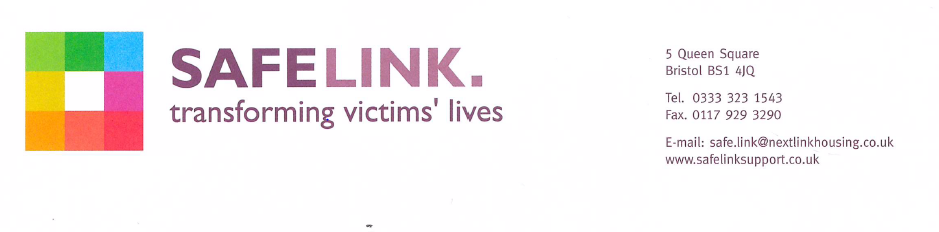 SAFELINK.
transforming victims' lives
5 Queen Square
Bristol BS1 4JQ
Tel. 0333 323 1543
Fax. 0117 929 3290
E-mail: safe.link@nextlinkhousing.co.uk
www.safelinksupport.co.uk